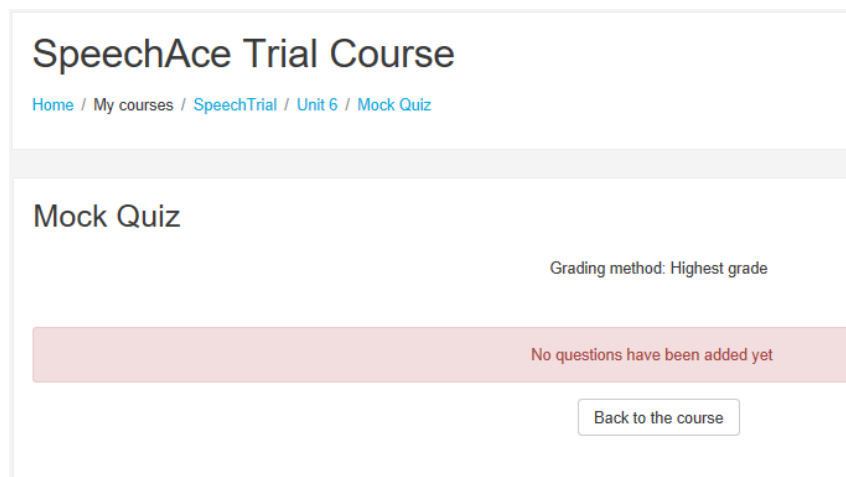 SpeechAce Trial Course
Home / My courses / SpeechTrial / Unit 6 / Mock Quiz
Mock Quiz
Grading method: Highest grade
No questions have been added yet
Back to the course